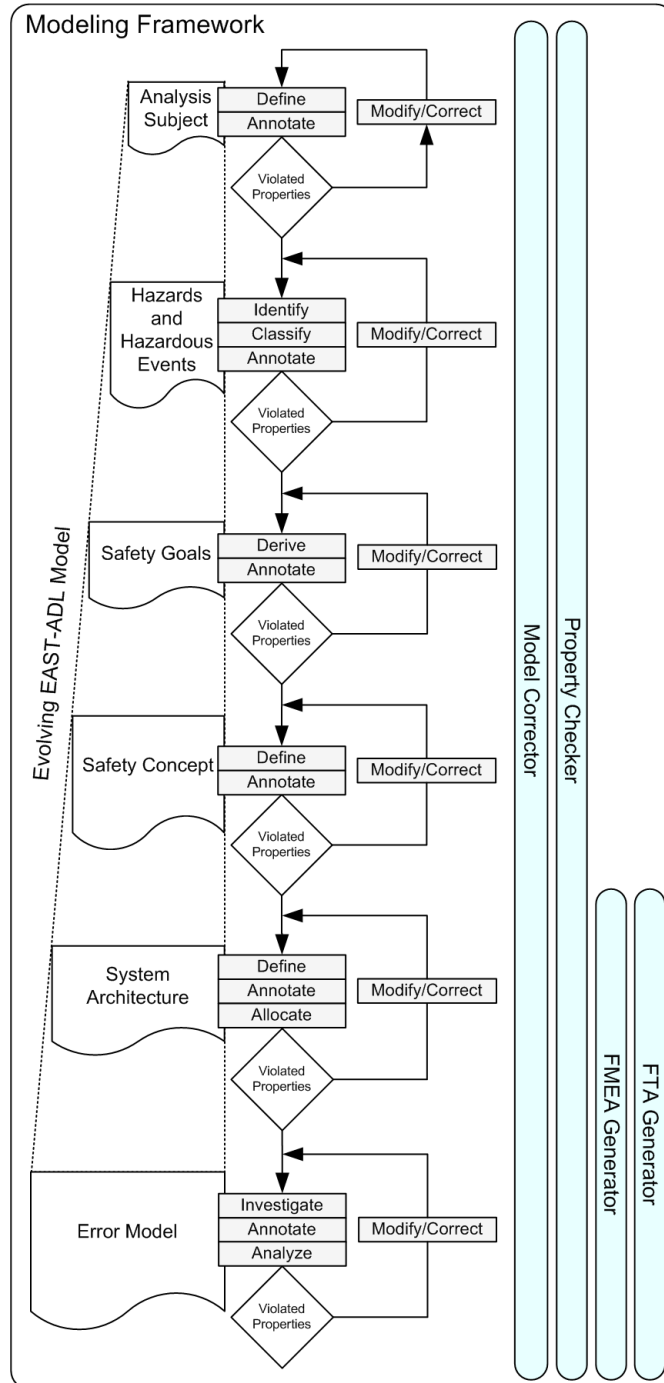 Modeling Framework
Analysis
Subject
Define
Annotate
Modify/Correct
Violated
Properties
Hazards
and
Hazardous
Events
Identify
Classify
Annotate
Modify/Correct
Violated
Properties
Safety Goals
Derive
Annotate
Modify/Correct
Violated
Properties
Safety Concept
Define
Annotate
Modify/Correct
Violated
Properties
System
Architecture
Define
Annotate
Allocate
Modify/Correct
Violated
Properties
Error Model
Investigate
Annotate
Analyze
Modify/Correct
Violated
Properties
Evolving EAST-ADL Model
Model Corrector
Property Checker
FMEA Generator
FTA Generator